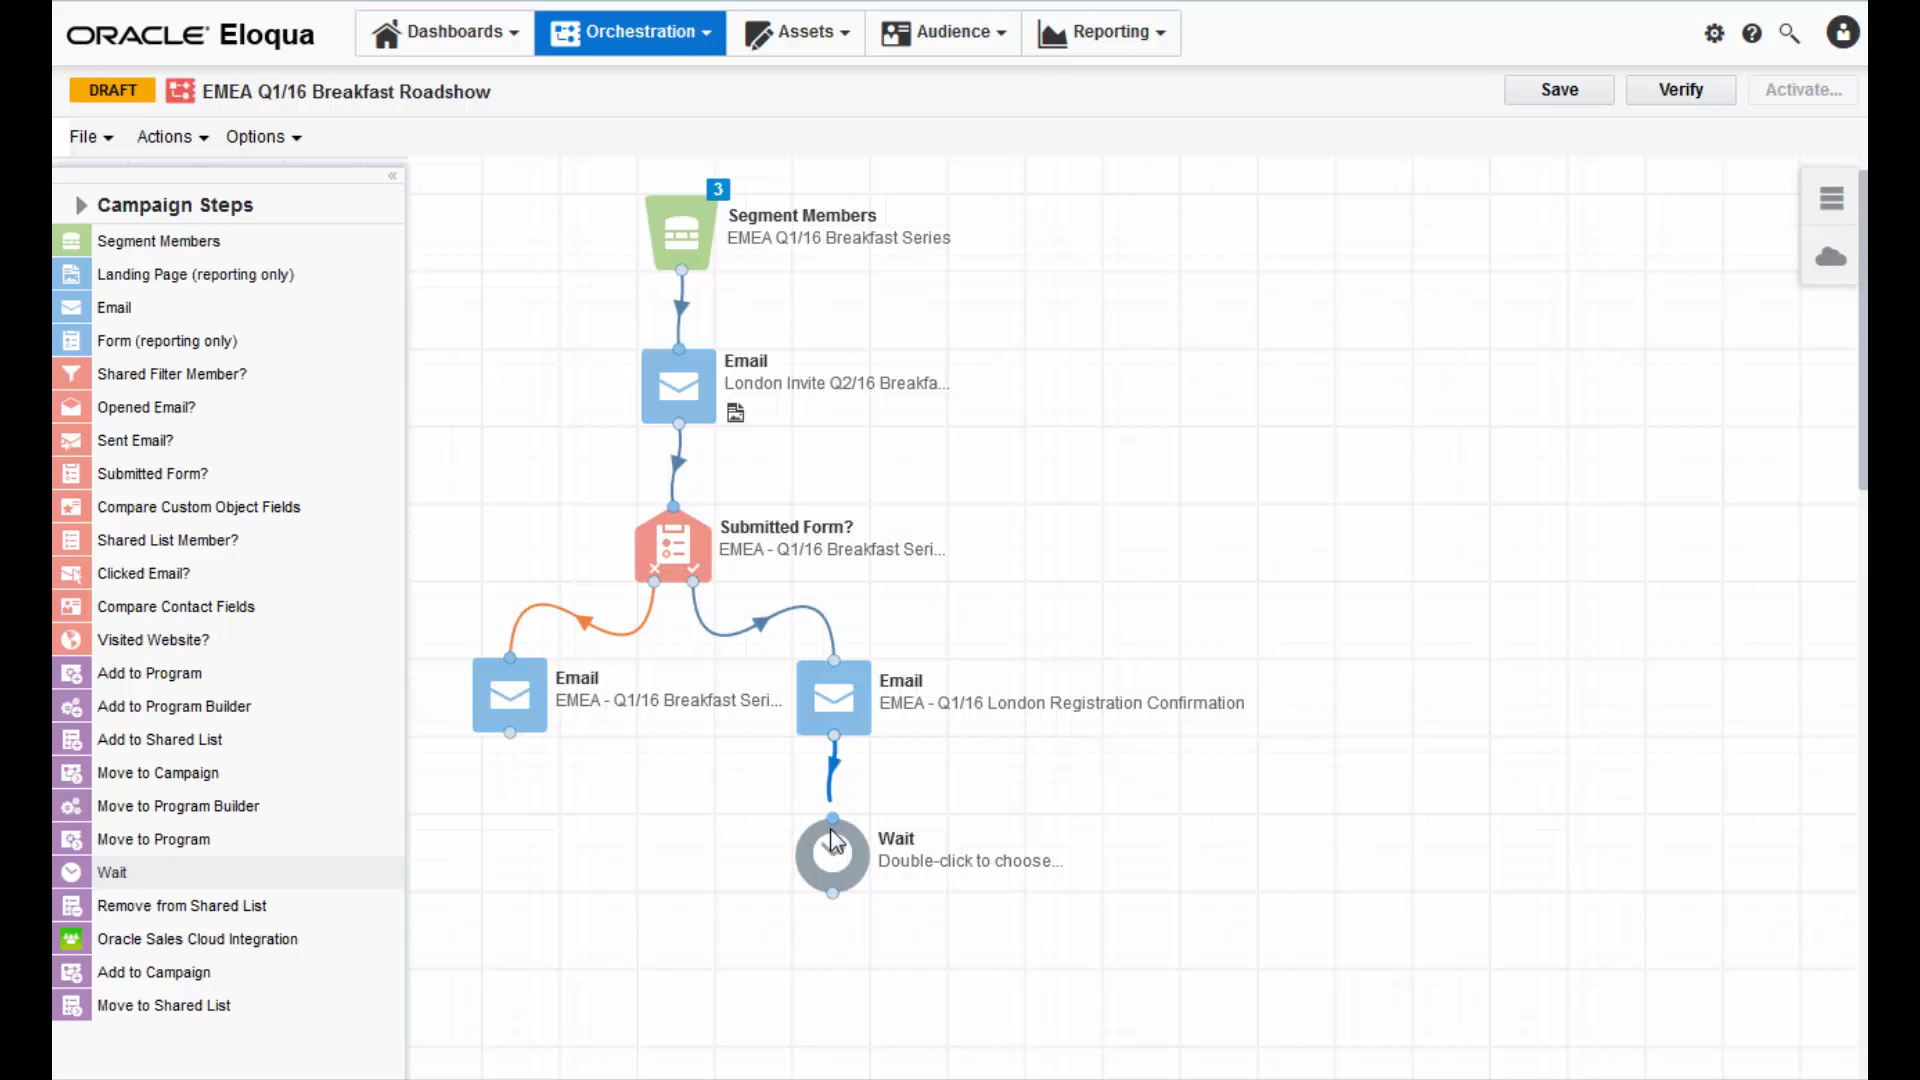 ORACLE Eloqua
Dashboards
Orchestration
Assets
Audience
Reporting
DRAFT
EMEA Q1/16 Breakfast Roadshow
Save
Verify
Activate...
File
Actions
Options
Campaign Steps
Segment Members
Landing Page (reporting only)
Email
Form (reporting only)
Shared Filter Member?
Opened Email?
Sent Email?
Submitted Form?
Compare Custom Object Fields
Shared List Member?
Clicked Email?
Compare Contact Fields
Visited Website?
Add to Program
Add to Program Builder
Add to Shared List
Move to Campaign
Move to Program Builder
Move to Program
Wait
Remove from Shared List
Oracle Sales Cloud Integration
Add to Campaign
Move to Shared List
3
Segment Members
EMEA Q1/16 Breakfast Series
Email
London Invite Q2/16 Breakfa...
Submitted Form?
EMEA - Q1/16 Breakfast Seri...
Email
EMEA - Q1/16 Breakfast Seri...
Email
EMEA - Q1/16 London Registration Confirmation
Wait
Double-click to choose...